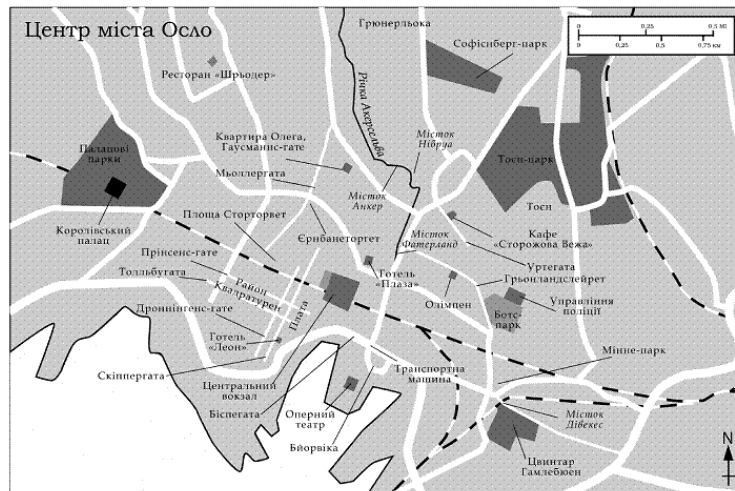 Центр міста Осло
Грюнерльока
0 0,25 0,5 МІ
0 0,25 0,5 0,75 км
Софієнберг-парк
Ресторан «Шрьодер»
Річка Акерсельва
Квартира Олега,
Гаусманнс-гате
Місток
Нібруа
Палацові
парки
Тоєн-парк
Мьоллергата
Місток
Анкер
Тоєн
Площа Сторторвет
Єрнбанеторгет
Місток
Фатерланд
Кафе
«Сторожова Вежа»
Королівський
палац
Прінсенс-гате
Толльбугата
Район
Квадратурен
Готель
«Плаза»
Уртегата
Грьонландслейрет
Олімпен
Управління
поліції
Дроннінгенс-гате
Плата
Ботс-
парк
Готель
«Леон»
Мінне-парк
Скіппергата
Центральний
вокзал
Транспортна
машина
Біспегата
Оперний
театр
Місток
Дівекес
Бйорвіка
Цвинтар
Гамлебюен
N